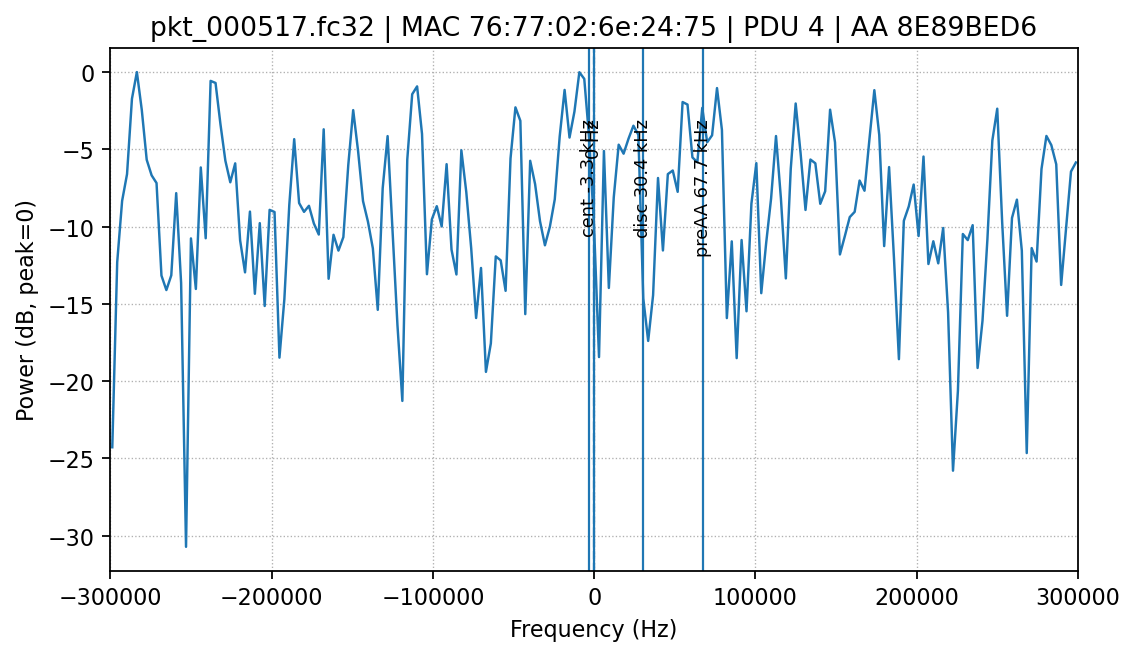 pkt_000517.fc32 | MAC 76:77:02:6e:24:75 | PDU 4 | AA 8E89BED6
Power (dB, peak=0)
0
−5
−10
−15
−20
−25
−30
cent -3.3kHz
0Hz
disc 30.4 kHz
preAA 67.7 kHz
−300000
−200000
−100000
0
100000
200000
300000
Frequency (Hz)